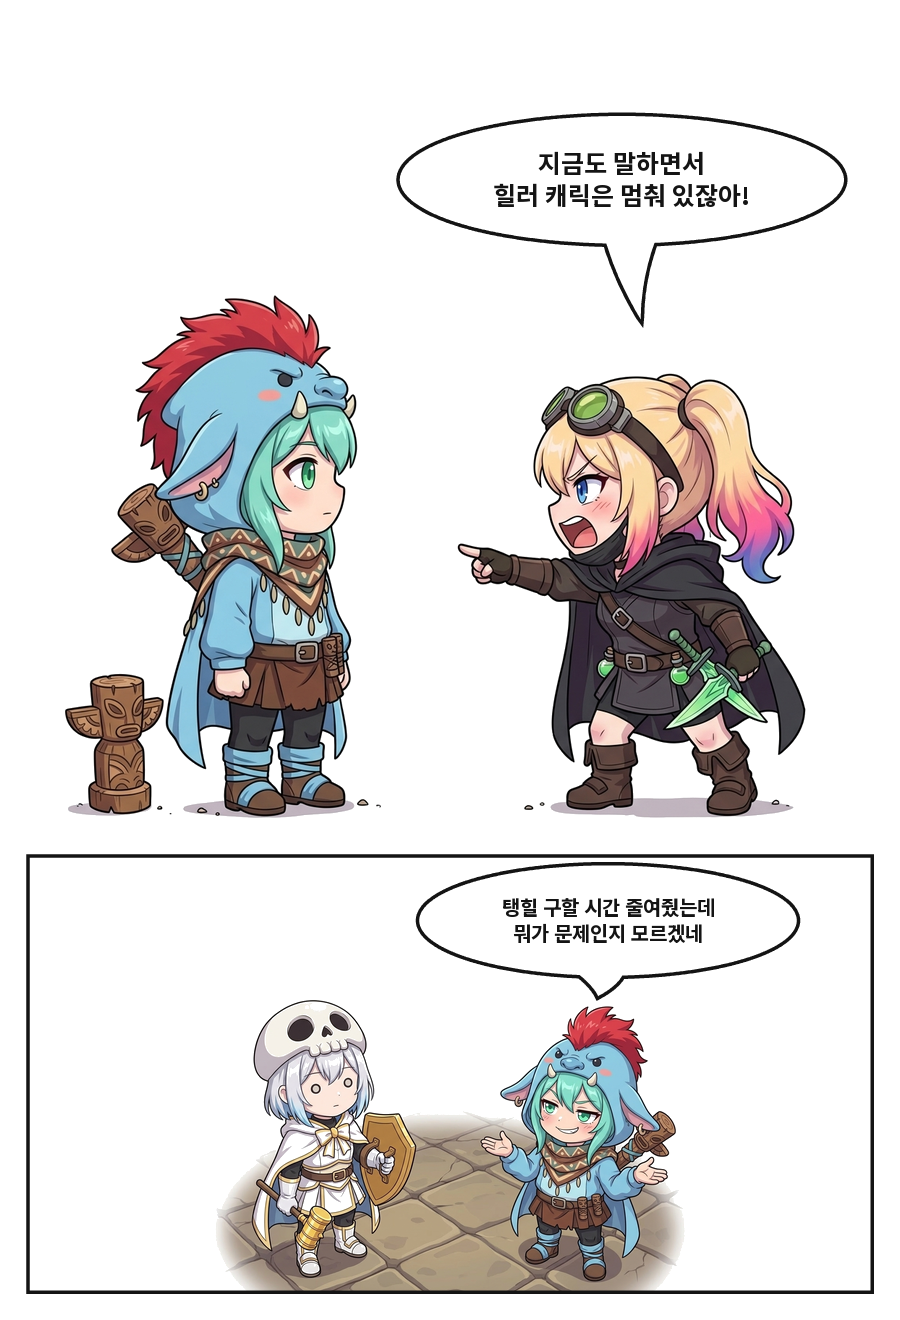 지금도 말하면서
힐러 캐릭은 멈춰 있잖아!
탱힐 구할 시간 줄여줬는데
뭐가 문제인지 모르겠네